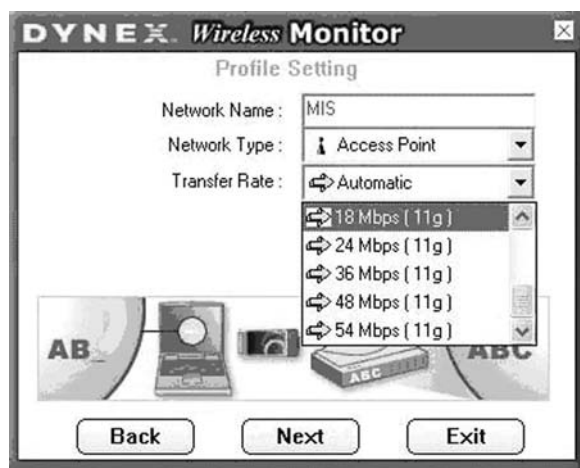 DYNEX Wireless Monitor
Profile Setting
Network Name : MIS
Network Type : Access Point
Transfer Rate : Automatic
18 Mbps ( 11g )
24 Mbps ( 11g )
36 Mbps ( 11g )
48 Mbps ( 11g )
54 Mbps ( 11g )
AB ABC
ABC
Back Next Exit